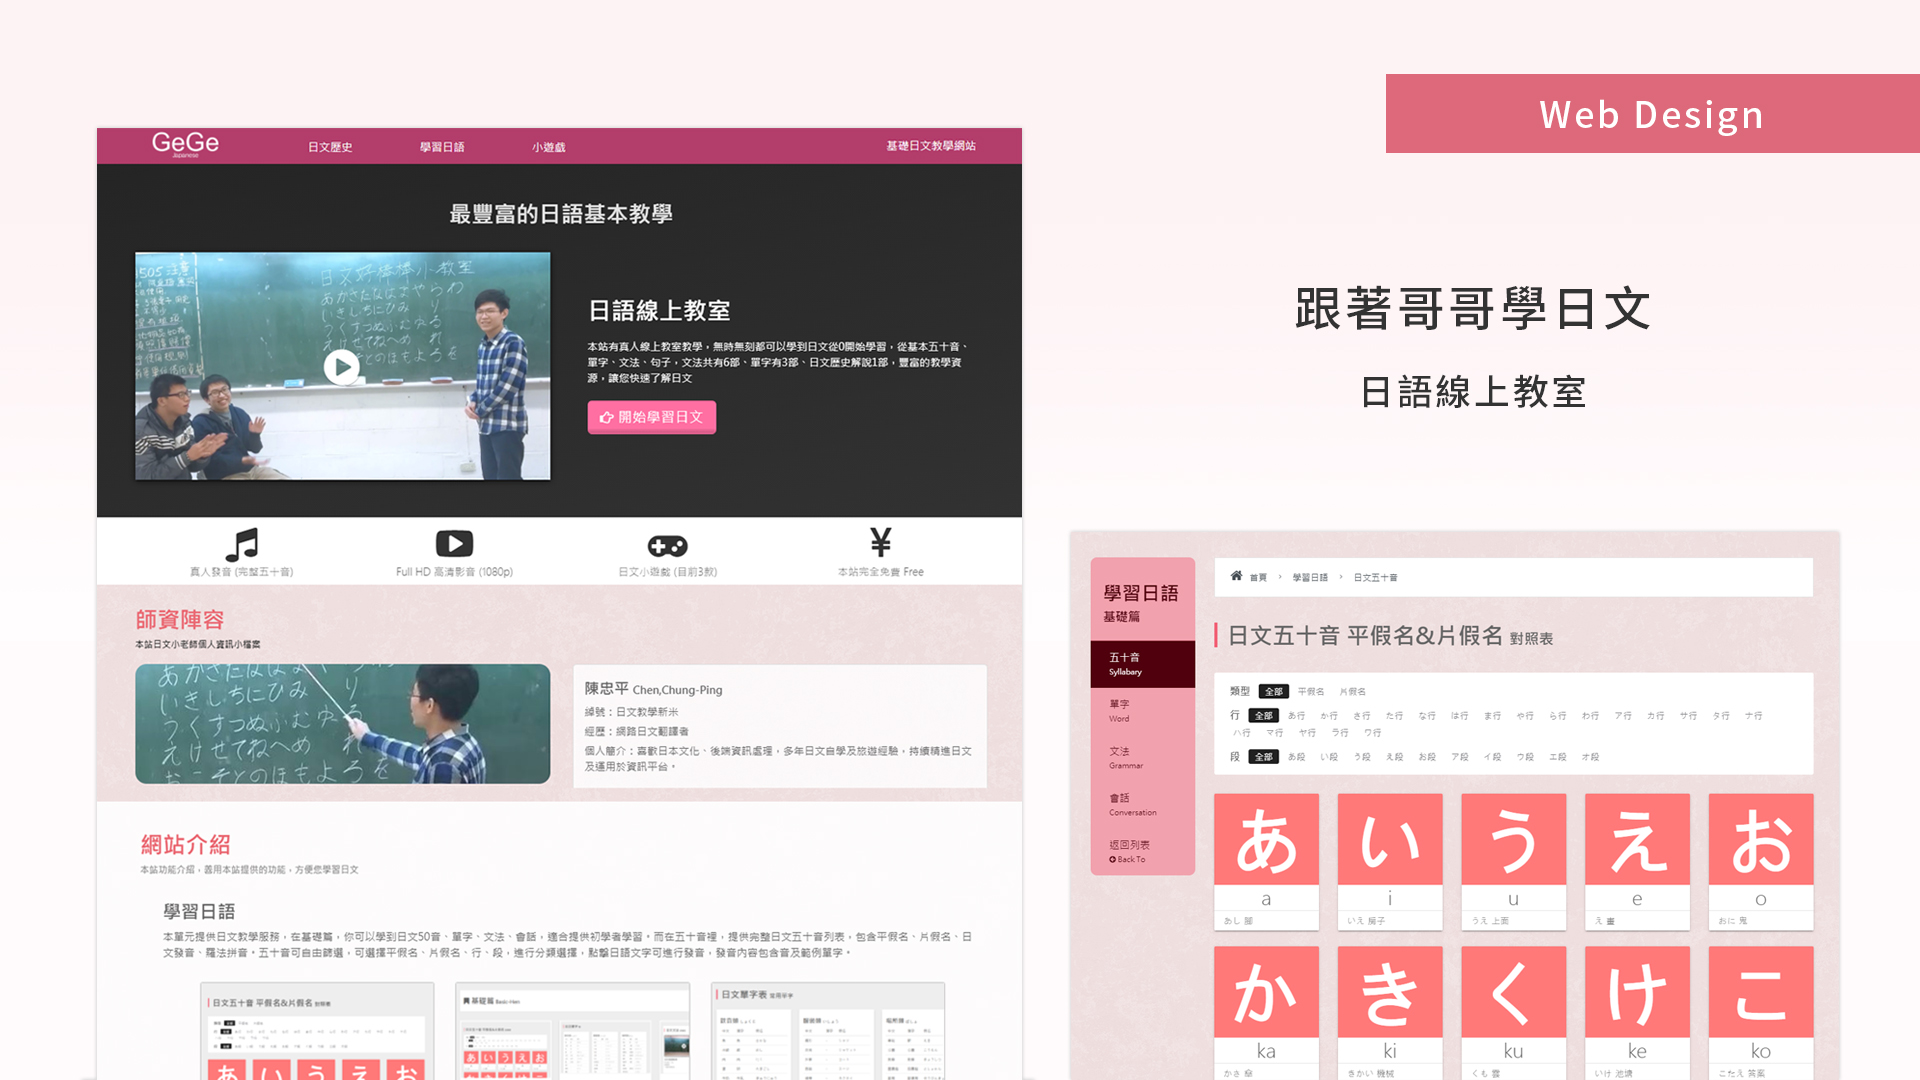 Web Design
跟著哥哥學日文
日語線上教室
GeGe
Japanese
日文歷史
學習日語
小遊戲
基礎日文教學網站
最豐富的日語基本教學
日文好棒棒小教室
日語線上教室
本站有真人線上教室教學，無時無刻都可以學到日文從0開始學習，從基本五十音、
單字、文法、句子，文法共有6部、單字有3部、日文歷史解說1部，豐富的教學資
源，讓您快速了解日文
開始學習日文
真人發音 (完整五十音)
Full HD 高清影音 (1080p)
日文小遊戲 (目前3款)
本站完全免費 Free
師資陣容
本站日文小老師個人資訊小檔案
陳忠平 Chen,Chung-Ping
綽號：日文教學新米
經歷：網路日文翻譯者
個人簡介：喜歡日本文化、後端資訊處理，多年日文自學及旅遊經驗，持續精進日文
及運用於資訊平台。
網站介紹
本站功能介紹，善用本站提供的功能，方便您學習日文
學習日語
本單元提供日文教學服務，在基礎篇，你可以學到日文50音、單字、文法、會話，適合提供初學者學習。而在五十音裡，提供完整日文五十音列表，包含平假名、片假名、日
文發音、羅法拼音。五十音可自由篩選，可選擇平假名、片假名、行、段，進行分類選擇，點擊日語文字可進行發音，發音內容包含音及範例單字。
日文五十音 平假名&片假名 對照表
基礎篇 Basic-Hen
日文單字表 常用單字
あ い う え お
學習日語
基礎篇
五十音
Syllabary
單字
Word
文法
Grammar
會話
Conversation
返回列表
Back To
首頁 › 學習日語 › 日文五十音
日文五十音 平假名&片假名 對照表
類型 全部 平假名 片假名
行 全部 あ行 か行 さ行 た行 な行 は行 ま行 や行 ら行 わ行 ア行 カ行 サ行 タ行 ナ行
ハ行 マ行 ヤ行 ラ行 ワ行
段 全部 あ段 い段 う段 え段 お段 ア段 イ段 ウ段 エ段 オ段
あ い う え お
a i u e o
あし 腳 いえ 房子 うえ 上面 え 畫 おに 鬼
か き く け こ
ka ki ku ke ko
かさ 傘 きかい 機械 くも 雲 いけ 池塘 こたえ 答案